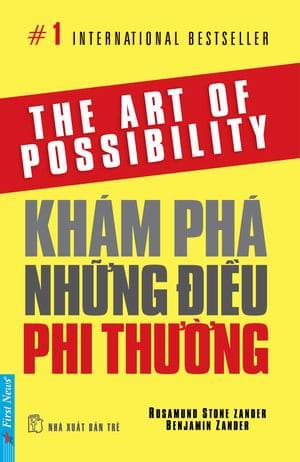 #1 INTERNATIONAL BESTSELLER
THE ART OF
POSSIBILITY
KHÁM PHÁ
NHỮNG ĐIỀU
PHI THƯỜNG
First News
NHÀ XUẤT BẢN TRẺ
ROSAMUND STONE ZANDER
BENJAMIN ZANDER